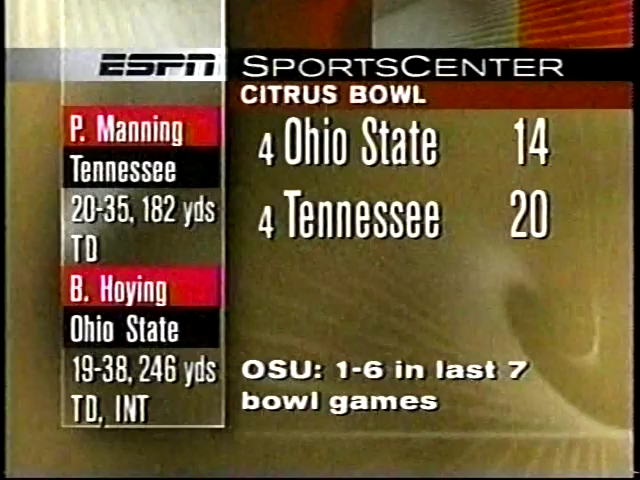 ESPN SPORTSCENTER
CITRUS BOWL
P. Manning
Tennessee
20-35, 182 yds
TD
B. Hoying
Ohio State
19-38, 246 yds
TD, INT
4 Ohio State 14
4 Tennessee 20
OSU: 1-6 in last 7
bowl games